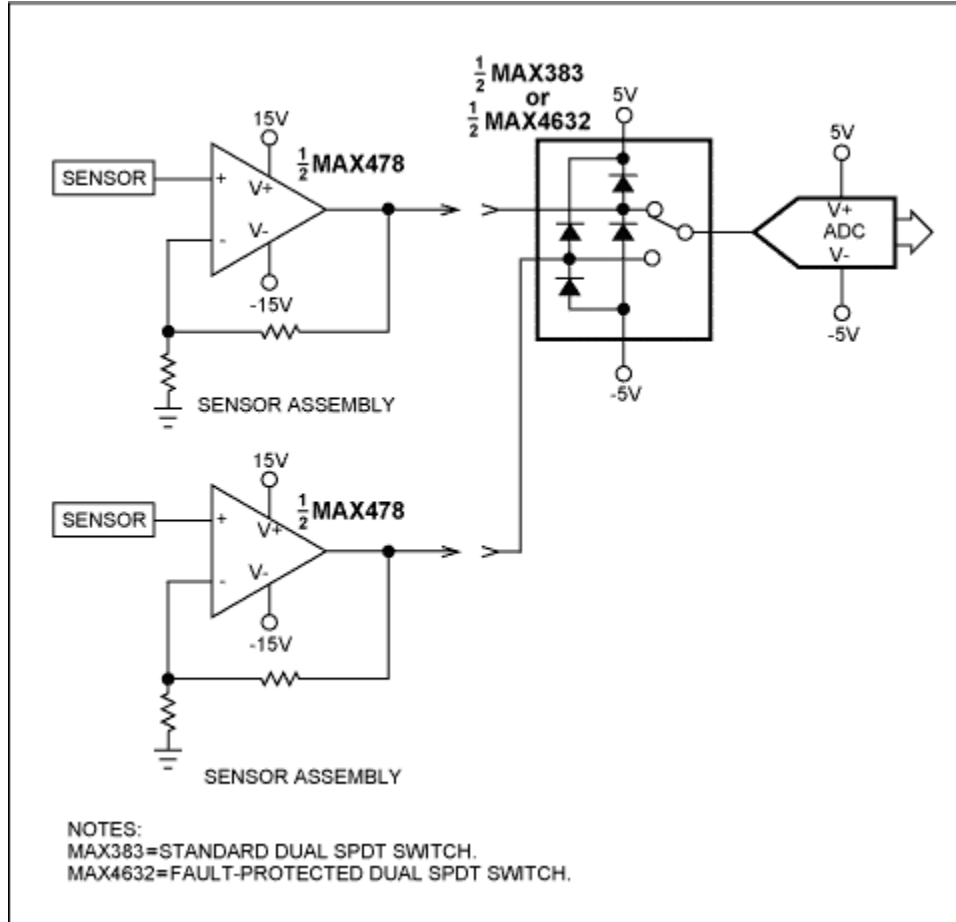 ½ MAX383
or
½ MAX4632
5V
15V
½ MAX478
SENSOR
+
V+
-
V-
-15V
5V
V+
ADC
V-
-5V
-5V
SENSOR ASSEMBLY
15V
½ MAX478
SENSOR
+
V+
-
V-
-15V
SENSOR ASSEMBLY
NOTES:
MAX383=STANDARD DUAL SPDT SWITCH.
MAX4632=FAULT-PROTECTED DUAL SPDT SWITCH.